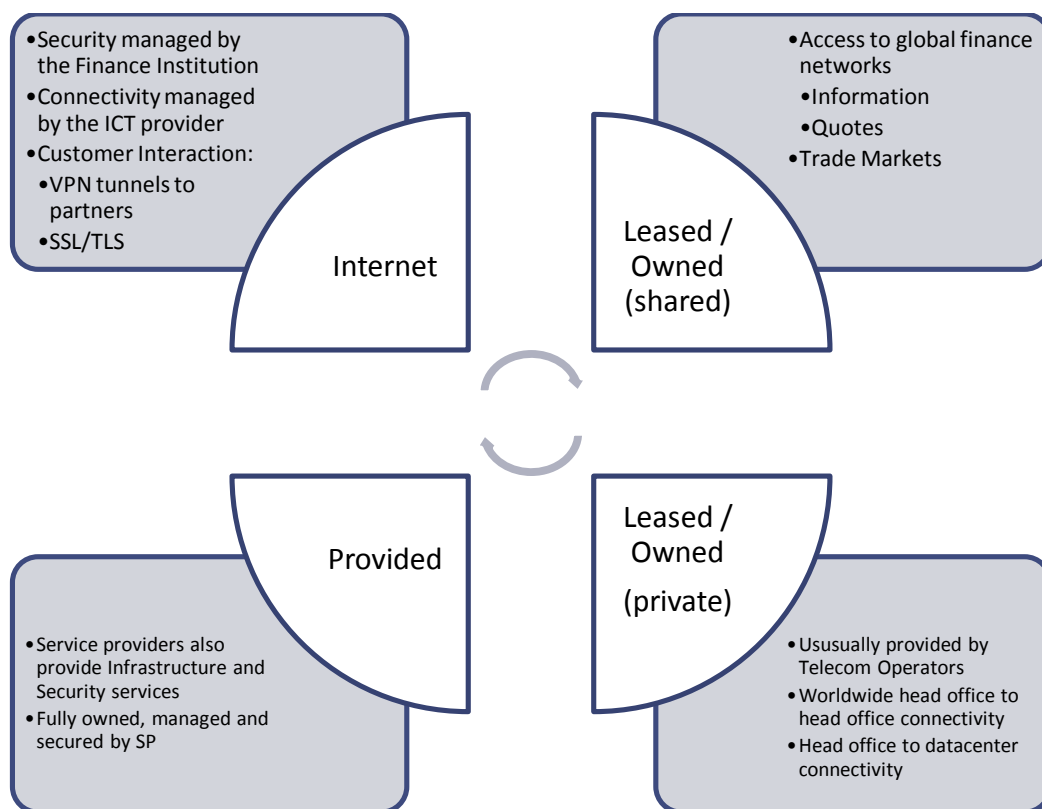 •Security managed by
the Finance Institution
•Connectivity managed
by the ICT provider
•Customer Interaction:
•VPN tunnels to
partners
•SSL/TLS
Internet
•Access to global finance
networks
•Information
•Quotes
•Trade Markets
Leased /
Owned
(shared)
Provided
•Service providers also
provide Infrastructure and
Security services
•Fully owned, managed and
secured by SP
Leased /
Owned
(private)
•Ususually provided by
Telecom Operators
•Worldwide head office to
head office connectivity
•Head office to datacenter
connectivity